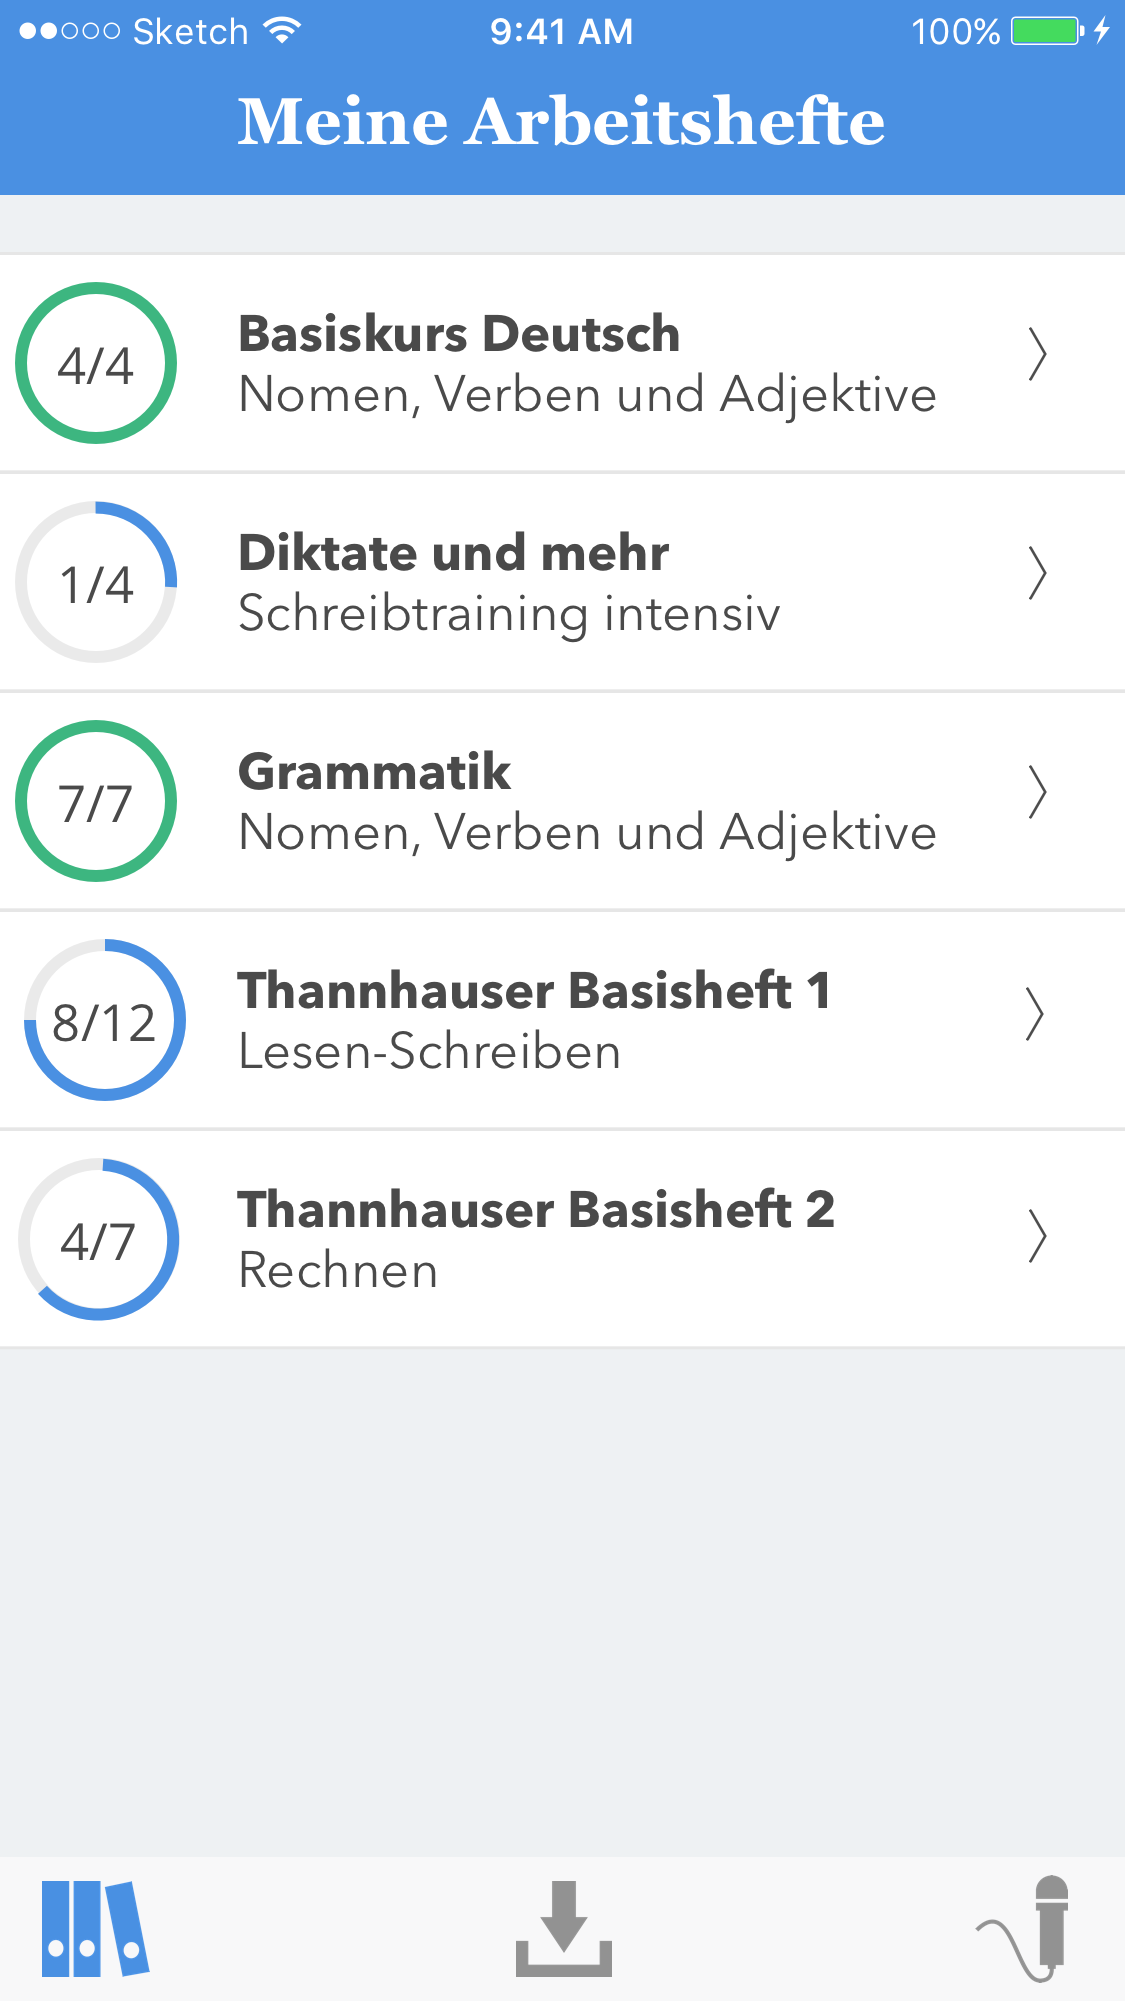 Sketch 9:41 AM 100%
Meine Arbeitshefte
4/4
Basiskurs Deutsch
Nomen, Verben und Adjektive
1/4
Diktate und mehr
Schreibtraining intensiv
7/7
Grammatik
Nomen, Verben und Adjektive
8/12
Thannhauser Basisheft 1
Lesen-Schreiben
4/7
Thannhauser Basisheft 2
Rechnen